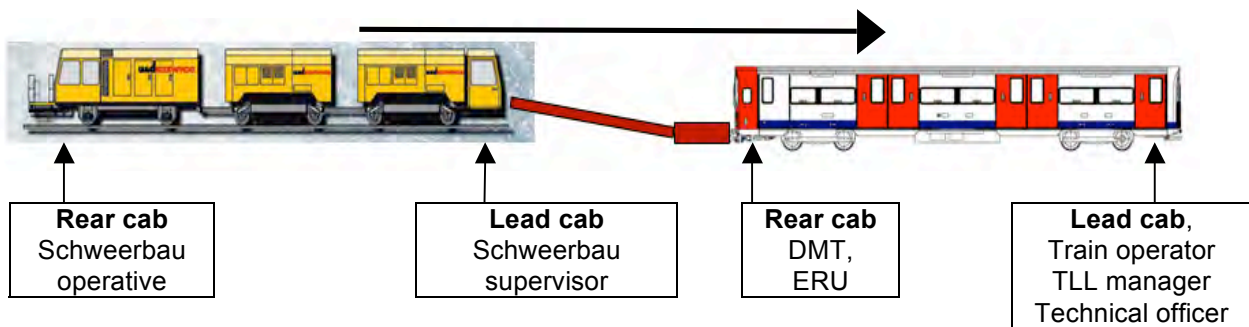 Rear cab
Schweerbau
operative
Lead cab
Schweerbau
supervisor
Rear cab
DMT,
ERU
Lead cab,
Train operator
TLL manager
Technical officer